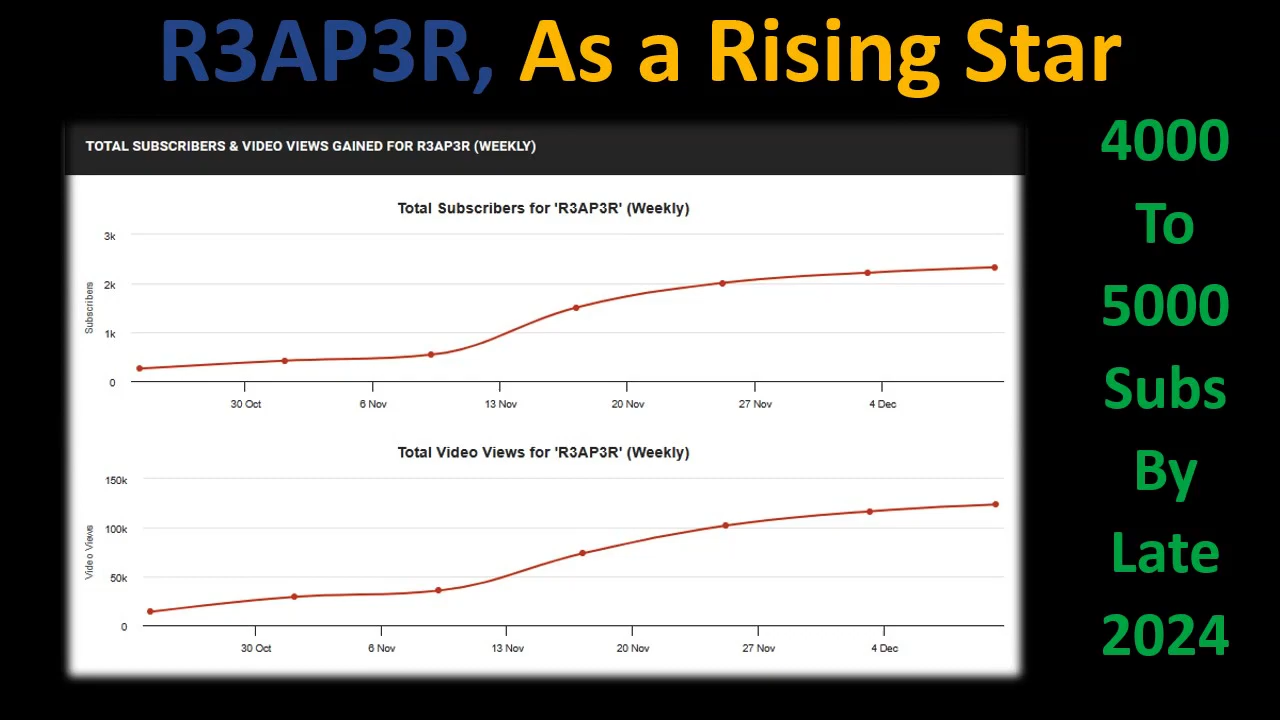 R3AP3R, As a Rising Star
TOTAL SUBSCRIBERS & VIDEO VIEWS GAINED FOR R3AP3R (WEEKLY)
Total Subscribers for 'R3AP3R' (Weekly)
3k
2k
1k
0
Subscribers
30 Oct 6 Nov 13 Nov 20 Nov 27 Nov 4 Dec
Total Video Views for 'R3AP3R' (Weekly)
150k
100k
50k
0
Video Views
30 Oct 6 Nov 13 Nov 20 Nov 27 Nov 4 Dec
4000
To
5000
Subs
By
Late
2024